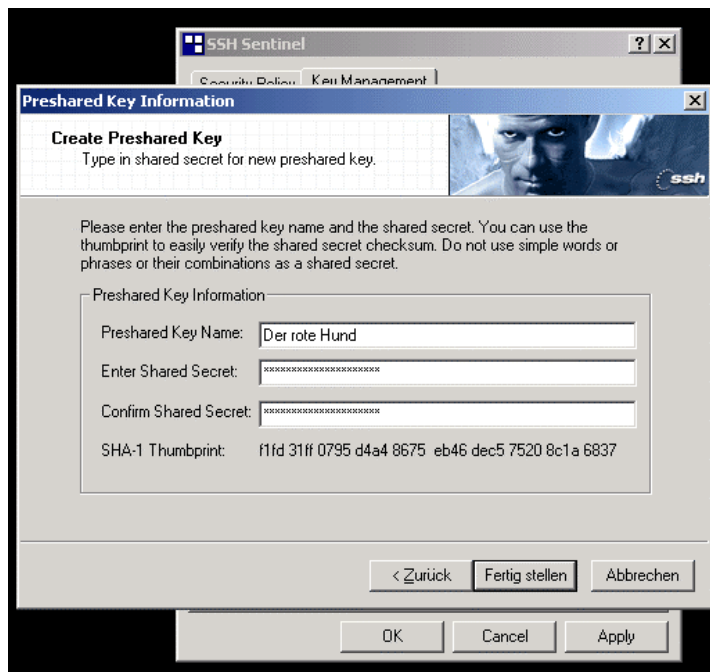 SSH Sentinel
Security Policy Key Management
Preshared Key Information
Create Preshared Key
Type in shared secret for new preshared key.
ssh
Please enter the preshared key name and the shared secret. You can use the
thumbprint to easily verify the shared secret checksum. Do not use simple words or
phrases or their combinations as a shared secret.
Preshared Key Information
Preshared Key Name: Der rote Hund
Enter Shared Secret: **********************
Confirm Shared Secret: **********************
SHA-1 Thumbprint: f1fd 31ff 0795 d4a4 8675 eb46 dec5 7520 8c1a 6837
< Zurück Fertig stellen Abbrechen
OK Cancel Apply